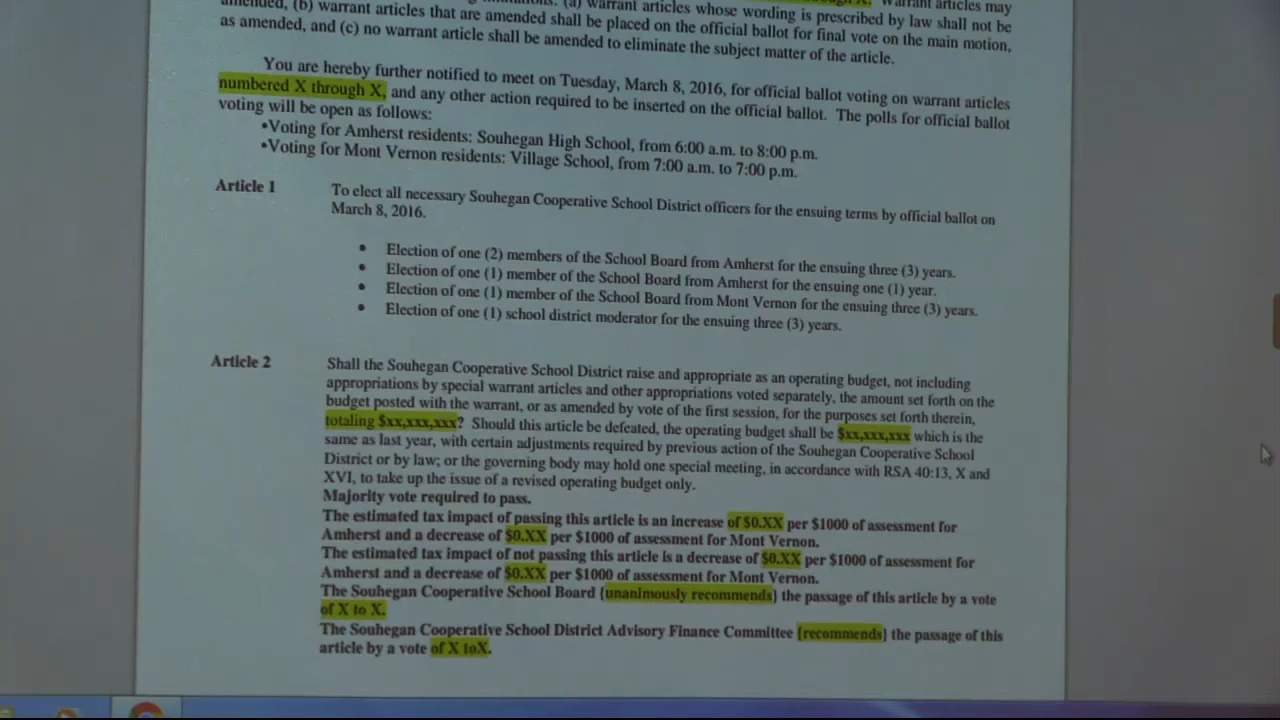 warrant articles whose wording is prescribed by law shall not be
amended, (b) warrant articles that are amended shall be placed on the official ballot for final vote on the main motion,
as amended, and (c) no warrant article shall be amended to eliminate the subject matter of the article.
You are hereby further notified to meet on Tuesday, March 8, 2016, for official ballot voting on warrant articles
numbered X through X, and any other action required to be inserted on the official ballot. The polls for official ballot
voting will be open as follows:
•Voting for Amherst residents: Souhegan High School, from 6:00 a.m. to 8:00 p.m.
•Voting for Mont Vernon residents: Village School, from 7:00 a.m. to 7:00 p.m.
Article 1
To elect all necessary Souhegan Cooperative School District officers for the ensuing terms by official ballot on
March 8, 2016.
• Election of one (2) members of the School Board from Amherst for the ensuing three (3) years.
• Election of one (1) member of the School Board from Amherst for the ensuing one (1) year.
• Election of one (1) member of the School Board from Mont Vernon for the ensuing three (3) years.
• Election of one (1) school district moderator for the ensuing three (3) years.
Article 2
Shall the Souhegan Cooperative School District raise and appropriate as an operating budget, not including
appropriations by special warrant articles and other appropriations voted separately, the amount set forth on the
budget posted with the warrant, or as amended by vote of the first session, for the purposes set forth therein,
totaling $xx,xxx,xxx? Should this article be defeated, the operating budget shall be $xx,xxx,xxx which is the
same as last year, with certain adjustments required by previous action of the Souhegan Cooperative School
District or by law; or the governing body may hold one special meeting, in accordance with RSA 40:13, X and
XVI, to take up the issue of a revised operating budget only.
Majority vote required to pass.
The estimated tax impact of passing this article is an increase of $0.XX per $1000 of assessment for
Amherst and a decrease of $0.XX per $1000 of assessment for Mont Vernon.
The estimated tax impact of not passing this article is a decrease of $0.XX per $1000 of assessment for
Amherst and a decrease of $0.XX per $1000 of assessment for Mont Vernon.
The Souhegan Cooperative School Board {unanimously recommends} the passage of this article by a vote
of X to X.
The Souhegan Cooperative School District Advisory Finance Committee {recommends} the passage of this
article by a vote of X toX.